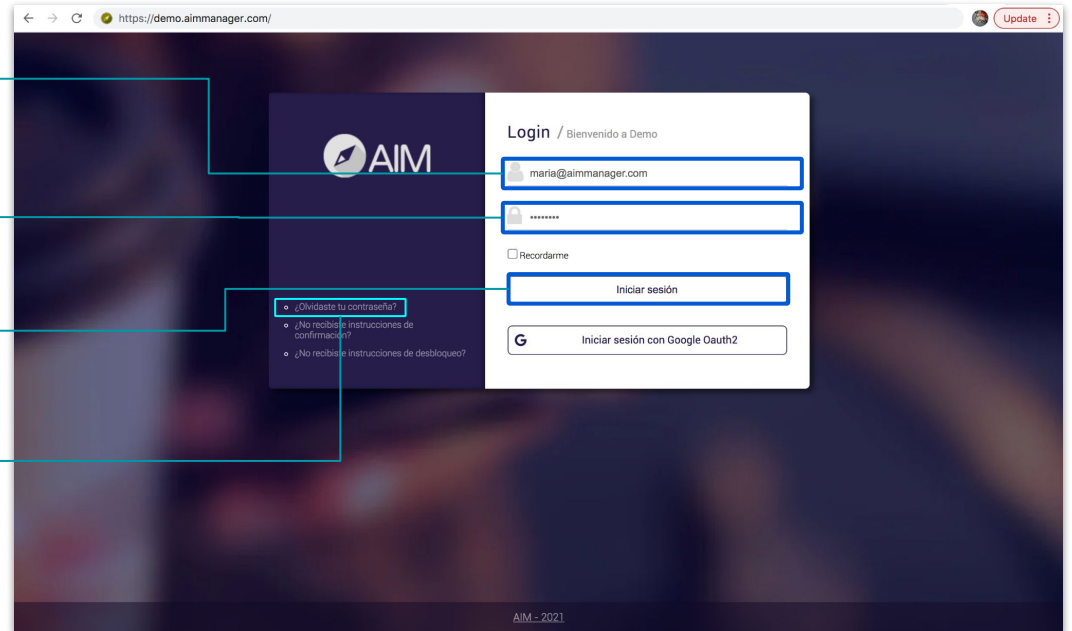 https://demo.aimmanager.com/
Update
AIM
Login / Bienvenido a Demo
maria@aimmanager.com
••••••••
Recordarme
Iniciar sesión
G Iniciar sesión con Google Oauth2
¿Olvidaste tu contraseña?
¿No recibiste instrucciones de
confirmación?
¿No recibiste instrucciones de desbloqueo?
AIM - 2021